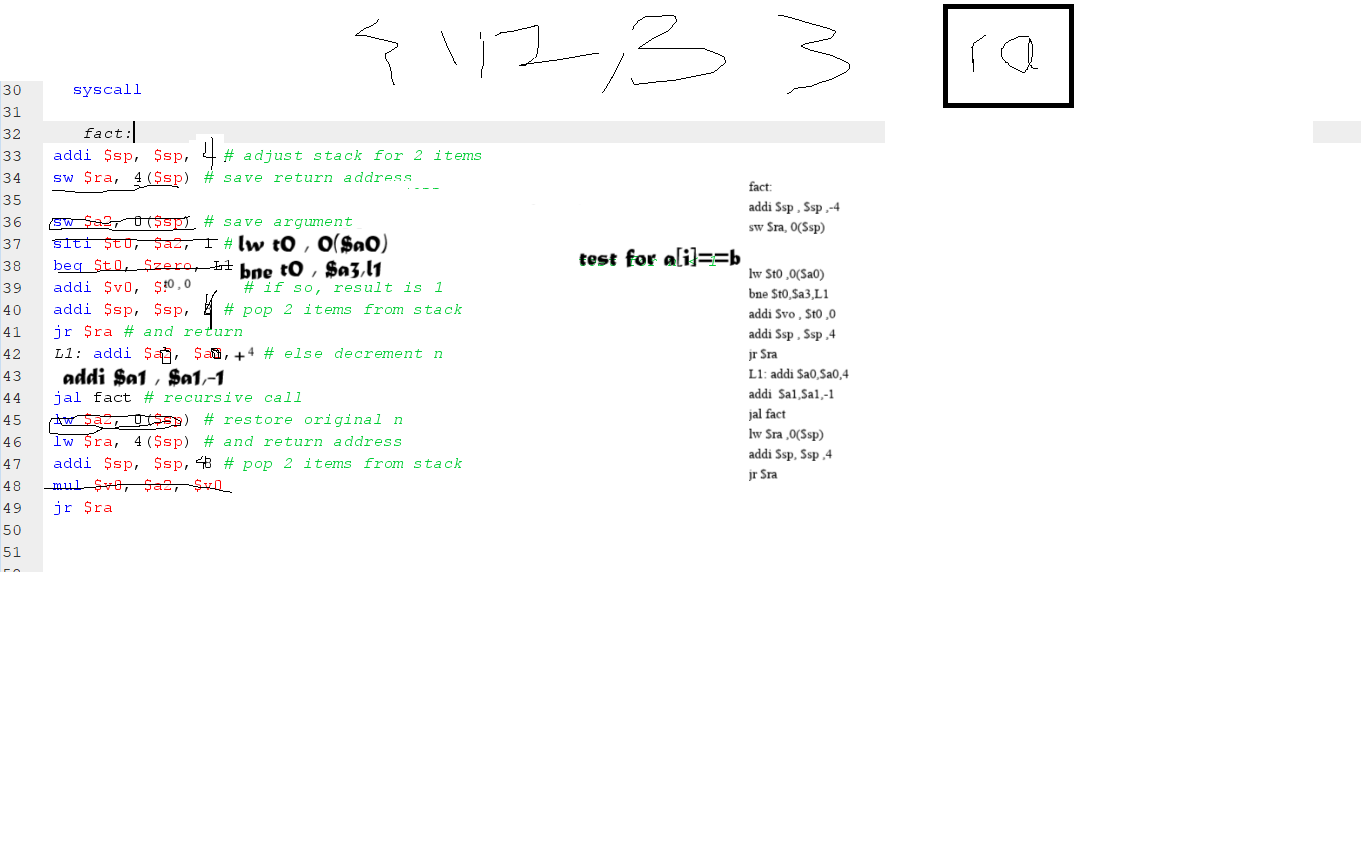 ra
30 syscall
31
32 fact:
33 addi $sp, $sp, 4 # adjust stack for 2 items
34 sw $ra, 4($sp) # save return address
35
36 sw $a2, 0($sp) # save argument
37 slti $t0, $a2, 1 # lw t0 , 0($a0)
38 beq $t0, $zero, L1 bne t0 , $a3,l1 test for a[i]==b
39 addi $v0, $t0,0 # if so, result is 1
40 addi $sp, $sp, # pop 2 items from stack
41 jr $ra # and return
42 L1: addi $a , $a , + 4 # else decrement n
43 addi $a1 , $a1,-1
44 jal fact # recursive call
45 lw $a2, 0($sp) # restore original n
46 lw $ra, 4($sp) # and return address
47 addi $sp, $sp, # pop 2 items from stack
48 mul $v0, $a2, $v0
49 jr $ra
50
51
fact:
addi $sp , $sp ,-4
sw $ra, 0($sp)
lw $t0 ,0($a0)
bne $t0,$a3,L1
addi $vo , $t0 ,0
addi $sp , $sp ,4
jr $ra
L1: addi $a0,$a0,4
addi $a1,$a1,-1
jal fact
lw $ra ,0($sp)
addi $sp, $sp ,4
jr $ra